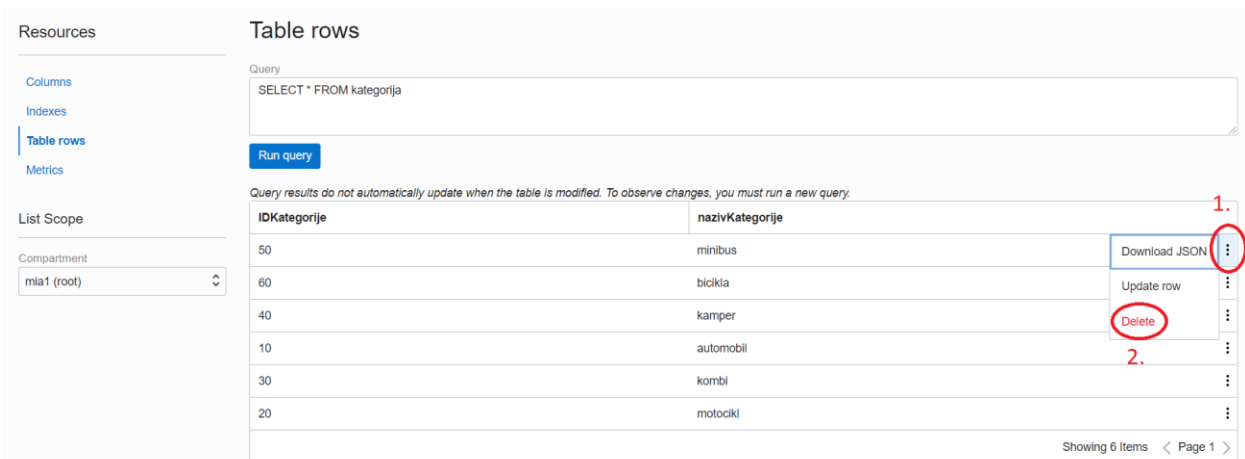 Resources
Columns
Indexes
Table rows
Metrics
List Scope
Compartment
mia1 (root)
Table rows
Query
SELECT * FROM kategorija
Run query
Query results do not automatically update when the table is modified. To observe changes, you must run a new query.
1.
IDKategorije nazivKategorije
50 minibus
60 bicikla
40 kamper
10 automobil
30 kombi
20 motocikl
Download JSON
Update row
Delete
2.
Showing 6 Items < Page 1 >